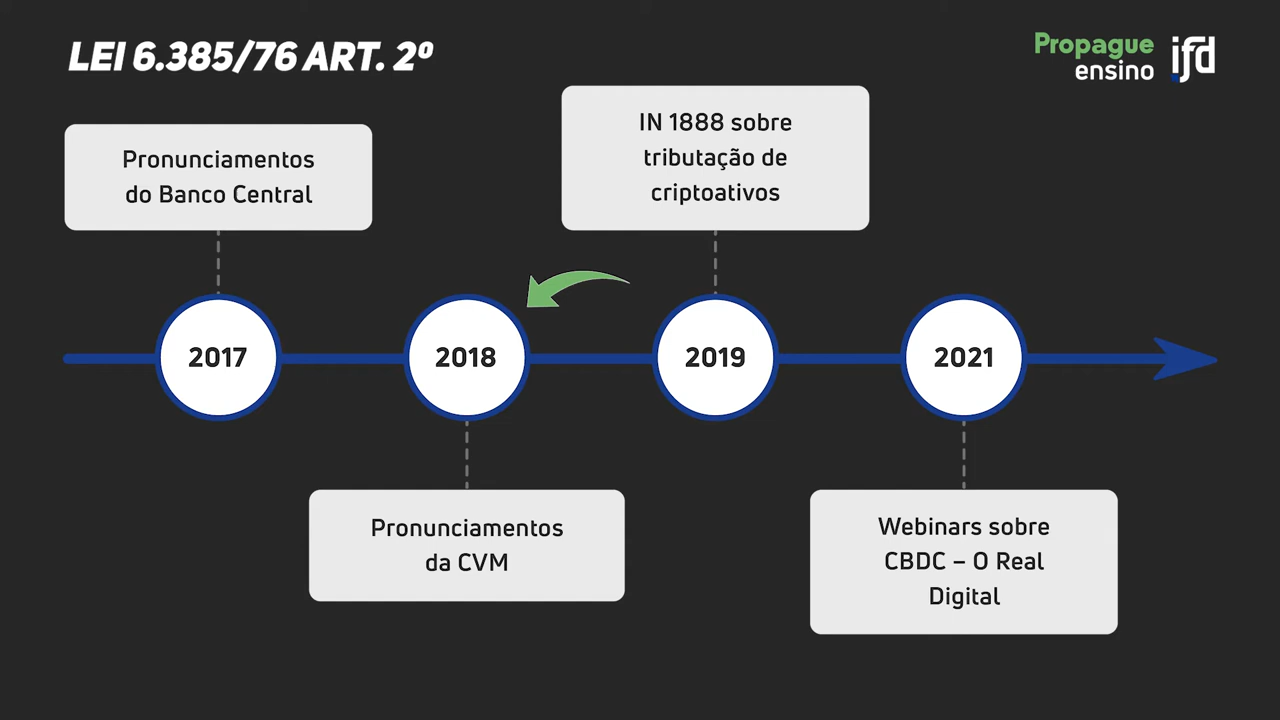 LEI 6.385/76 ART. 2º
Propague
ensino
ifd
Pronunciamentos
do Banco Central
IN 1888 sobre
tributação de
criptoativos
2017
2018
2019
2021
Pronunciamentos
da CVM
Webinars sobre
CBDC – O Real
Digital